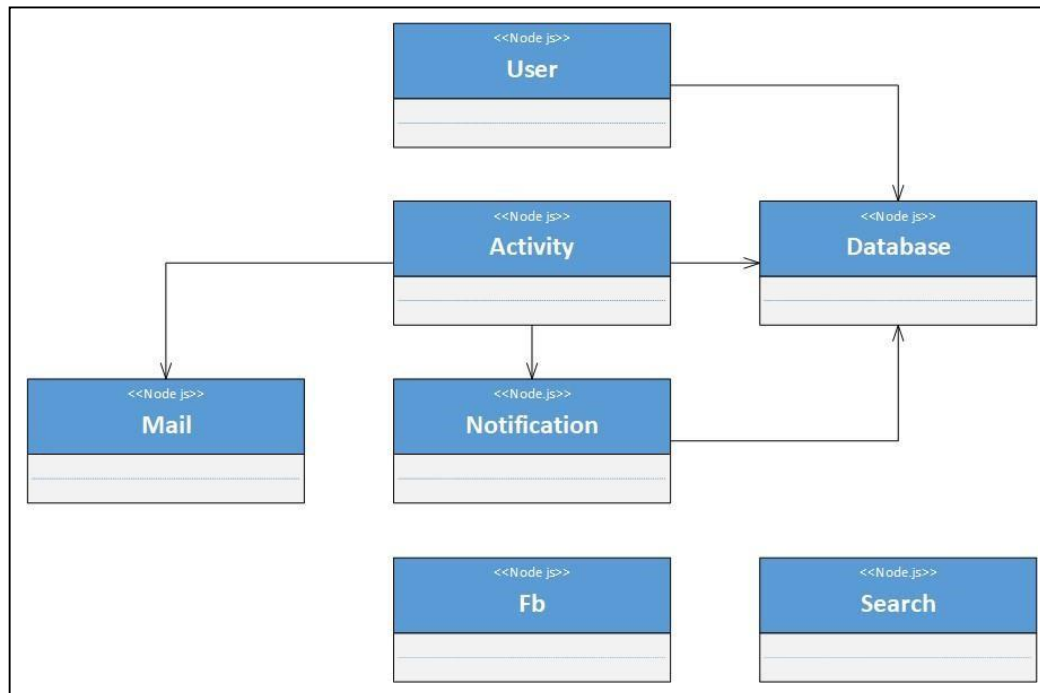 <<Node js>>
User
<<Node js>>
Activity
<<Node js>>
Database
<<Node js>>
Mail
<<Node.js>>
Notification
<<Node js>>
Fb
<<Node.js>>
Search